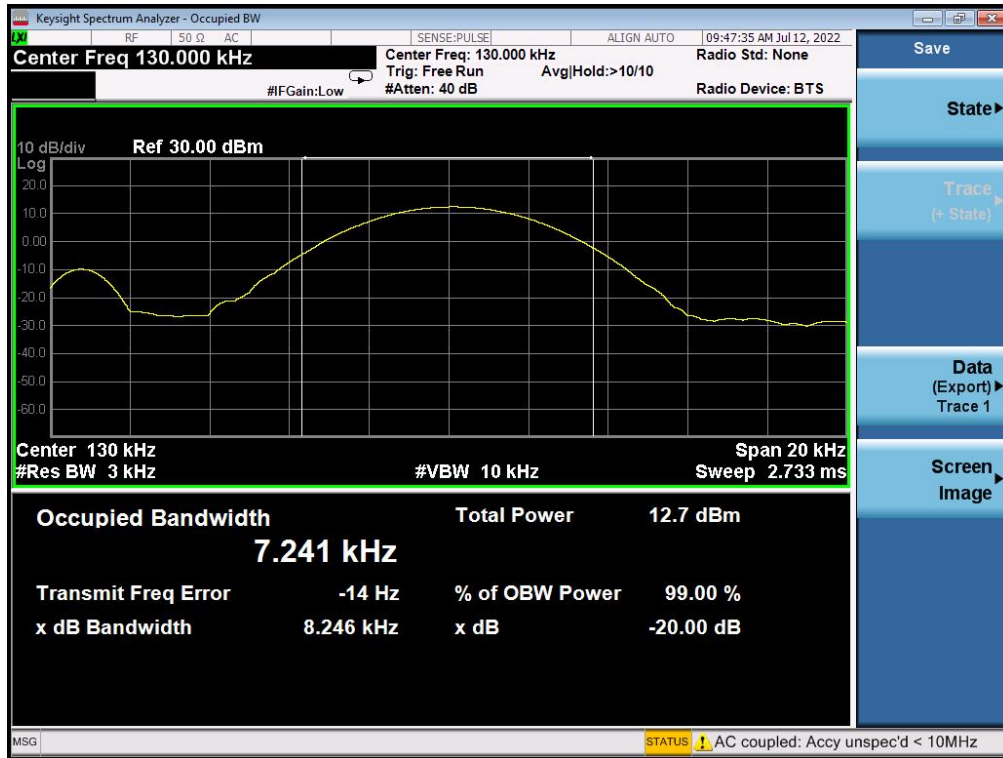 Keysight Spectrum Analyzer - Occupied BW
LXI RF 50 Ω AC SENSE:PULSE ALIGN AUTO 09:47:35 AM Jul 12, 2022
Center Freq 130.000 kHz
Center Freq: 130.000 kHz
Radio Std: None
Trig: Free Run Avg|Hold:>10/10
#IFGain:Low #Atten: 40 dB Radio Device: BTS
10 dB/div Ref 30.00 dBm
Log
20.0
10.0
0.00
-10.0
-20.0
-30.0
-40.0
-50.0
-60.0
Center 130 kHz Span 20 kHz
#Res BW 3 kHz #VBW 10 kHz Sweep 2.733 ms
Occupied Bandwidth Total Power 12.7 dBm
7.241 kHz
Transmit Freq Error -14 Hz % of OBW Power 99.00 %
x dB Bandwidth 8.246 kHz x dB -20.00 dB
MSG STATUS AC coupled: Accy unspec'd < 10MHz
Save
State
Trace
(+ State)
Data
(Export)
Trace 1
Screen
Image